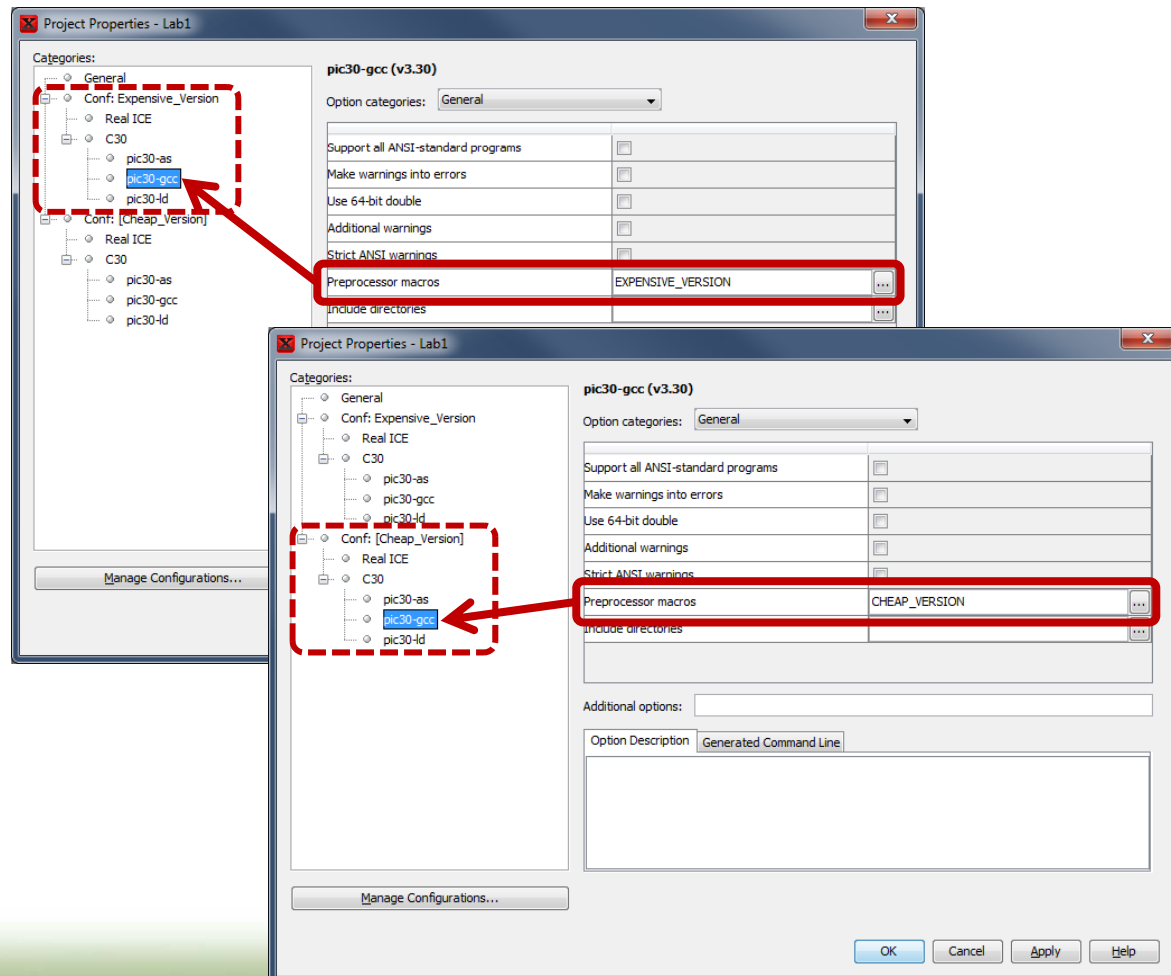 Project Properties - Lab1
Categories:
General
Conf: Expensive_Version
Real ICE
C30
pic30-as
pic30-gcc
pic30-ld
Conf: [Cheap_Version]
Real ICE
C30
pic30-as
pic30-gcc
pic30-ld
Manage Configurations...
pic30-gcc (v3.30)
Option categories: General
Support all ANSI-standard programs
Make warnings into errors
Use 64-bit double
Additional warnings
Strict ANSI warnings
Preprocessor macros EXPENSIVE_VERSION ...
Include directories ...
Project Properties - Lab1
Categories:
General
Conf: Expensive_Version
Real ICE
C30
pic30-as
pic30-gcc
pic30-ld
Conf: [Cheap_Version]
Real ICE
C30
pic30-as
pic30-gcc
pic30-ld
Manage Configurations...
pic30-gcc (v3.30)
Option categories: General
Support all ANSI-standard programs
Make warnings into errors
Use 64-bit double
Additional warnings
Strict ANSI warnings
Preprocessor macros CHEAP_VERSION ...
Include directories ...
Additional options:
Option Description Generated Command Line
OK Cancel Apply Help